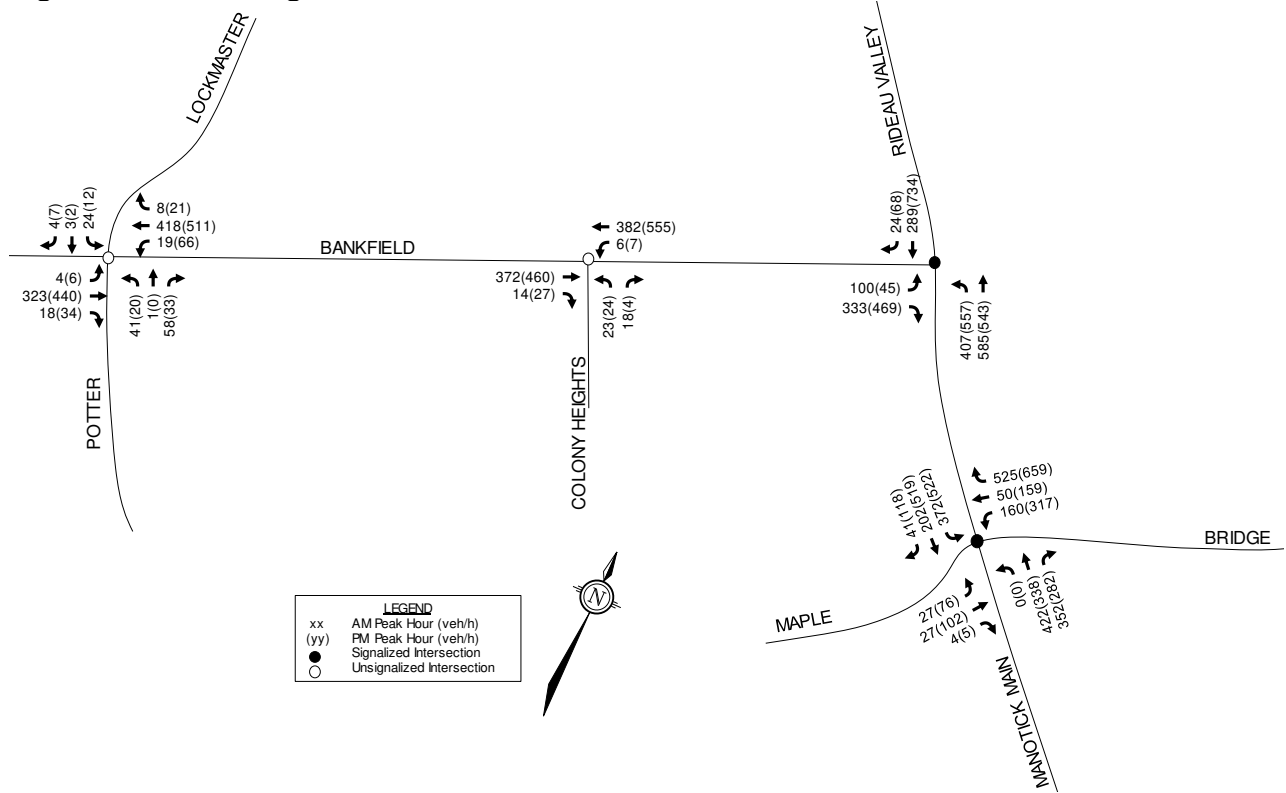 LOCKMASTER
RIDEAU VALLEY
4(7)
3(2)
24(12)
8(21)
418(511)
19(66)
BANKFIELD
382(555)
6(7)
24(68)
289(734)
4(6)
323(440)
18(34)
41(20)
1(0)
58(33)
372(460)
14(27)
23(24)
18(4)
100(45)
333(469)
407(557)
585(543)
POTTER
COLONY HEIGHTS
41(118)
202(519)
372(522)
525(659)
50(159)
160(317)
BRIDGE
MAPLE
27(76)
27(102)
4(5)
0(0)
422(338)
352(282)
MANOTICK MAIN
N
LEGEND
xx AM Peak Hour (veh/h)
(yy) PM Peak Hour (veh/h)
Signalized Intersection
Unsignalized Intersection